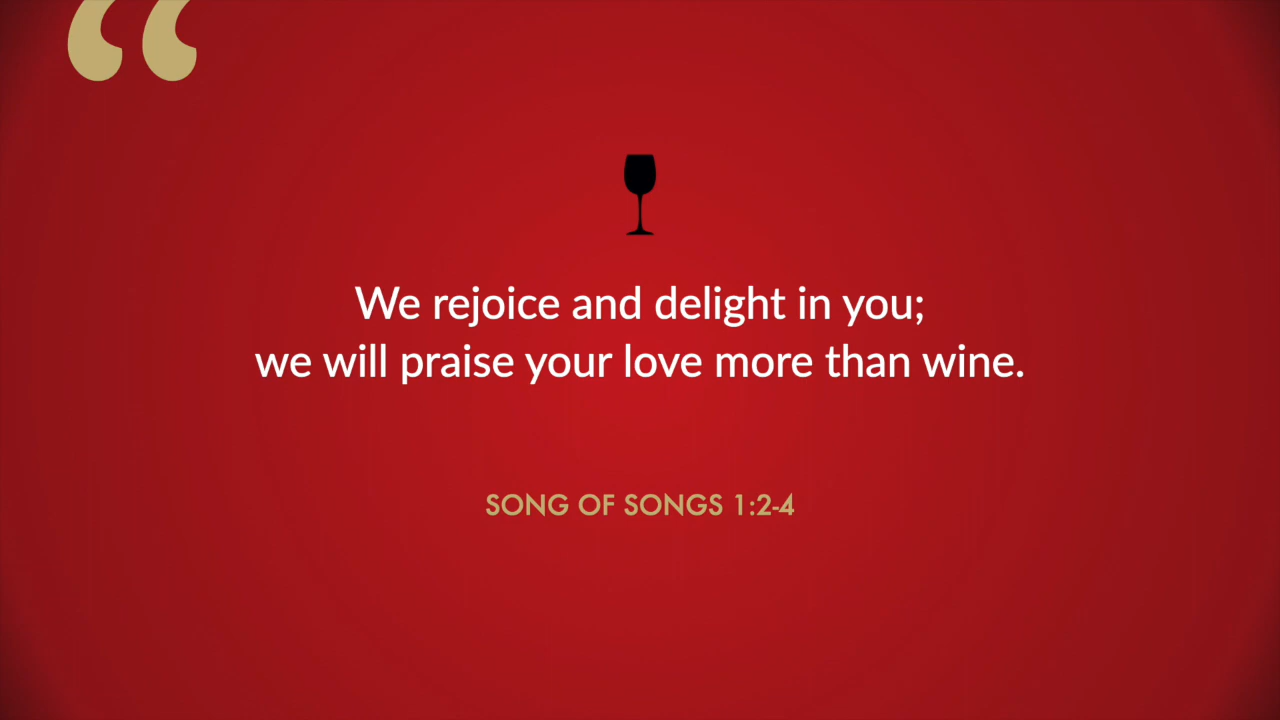 “
We rejoice and delight in you;
we will praise your love more than wine.
SONG OF SONGS 1:2-4